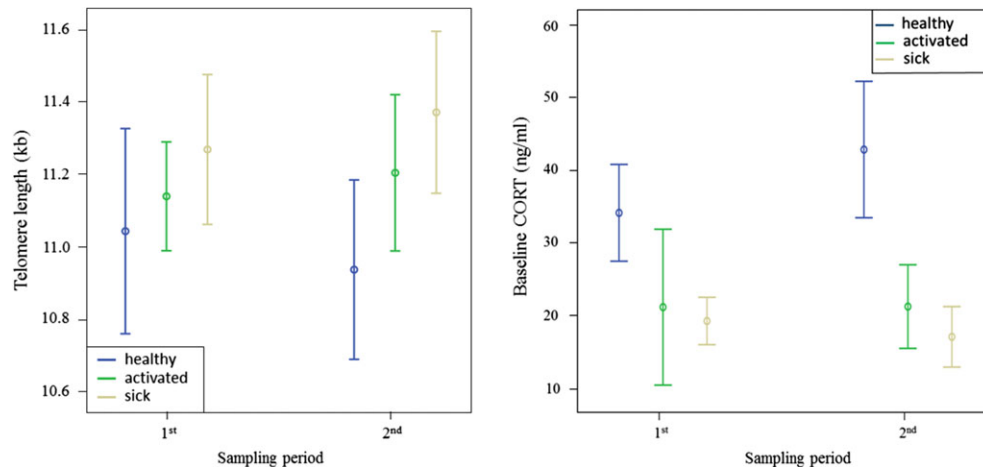 11.6
11.4
11.2
11.0
10.8
10.6
Telomere length (kb)
healthy
activated
sick
1st
2nd
Sampling period
60
50
40
30
20
10
Baseline CORT (ng/ml)
healthy
activated
sick
1st
2nd
Sampling period